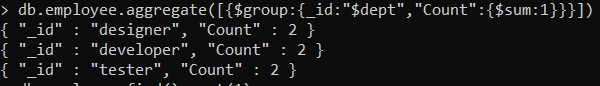 > db.employee.aggregate([{$group:{_id:"$dept","Count":{$sum:1}}}])
{ "_id" : "designer", "Count" : 2 }
{ "_id" : "developer", "Count" : 2 }
{ "_id" : "tester", "Count" : 2 }